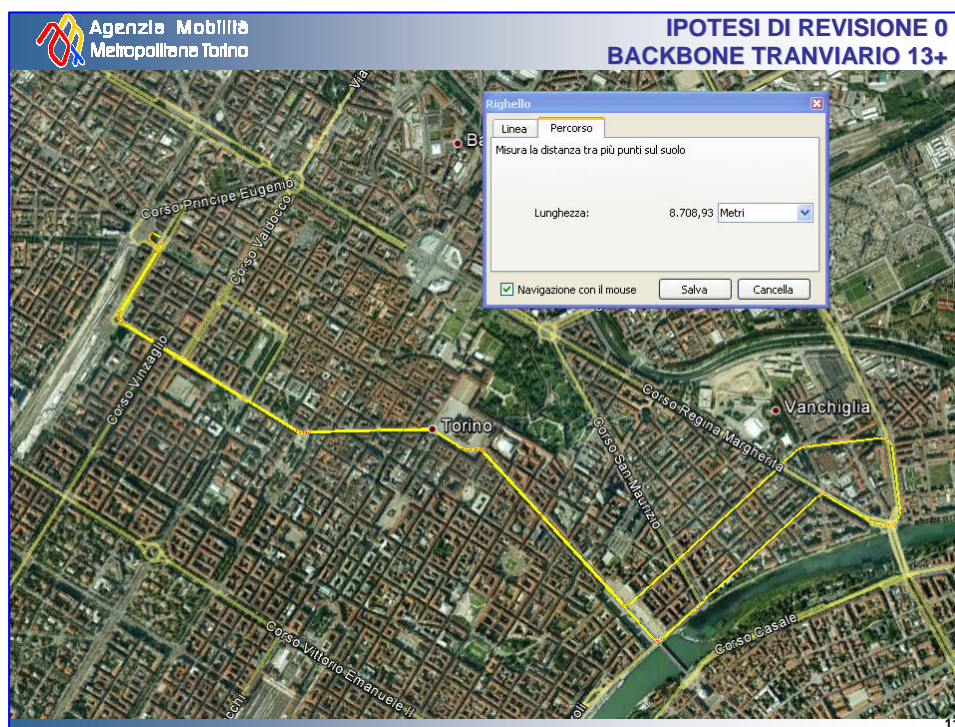 Agenzia Mobilità
Metropolitana Torino
IPOTESI DI REVISIONE 0
BACKBONE TRANVIARIO 13+
Righello
Linea
Percorso
Misura la distanza tra più punti sul suolo
Lunghezza:
8.708,93
Metri
Navigazione con il mouse
Salva
Cancella
Via
Ba
Corso Principe Eugenio
Corso Valdocco
Corso Vinzaglio
Torino
Vanchiglia
Corso Regina Margherita
Corso San Maurizio
Corso Casale
Corso Vittorio Emanuele II